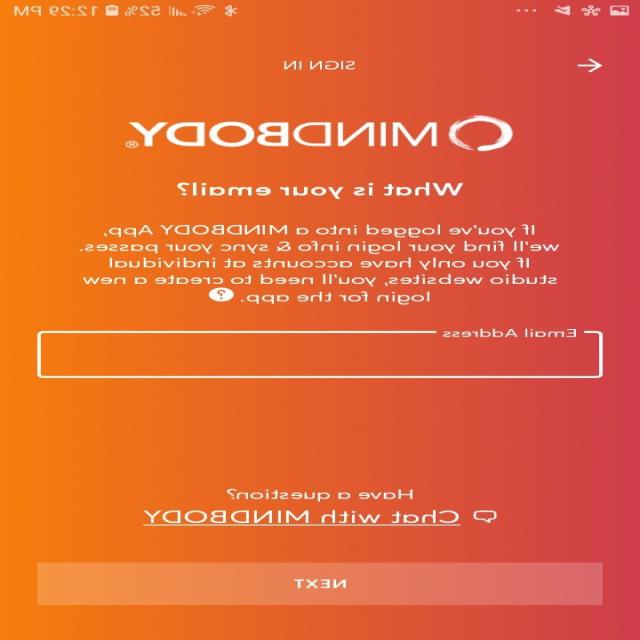 52% 12:29 PM
SIGN IN
MINDBODY®
What is your email?
If you've logged into a MINDBODY App,
we'll find your login info & sync your passes.
If you only have accounts at individual
studio websites, you'll need to create a new
login for the app. ?
Email Address
Have a question?
Chat with MINDBODY
NEXT